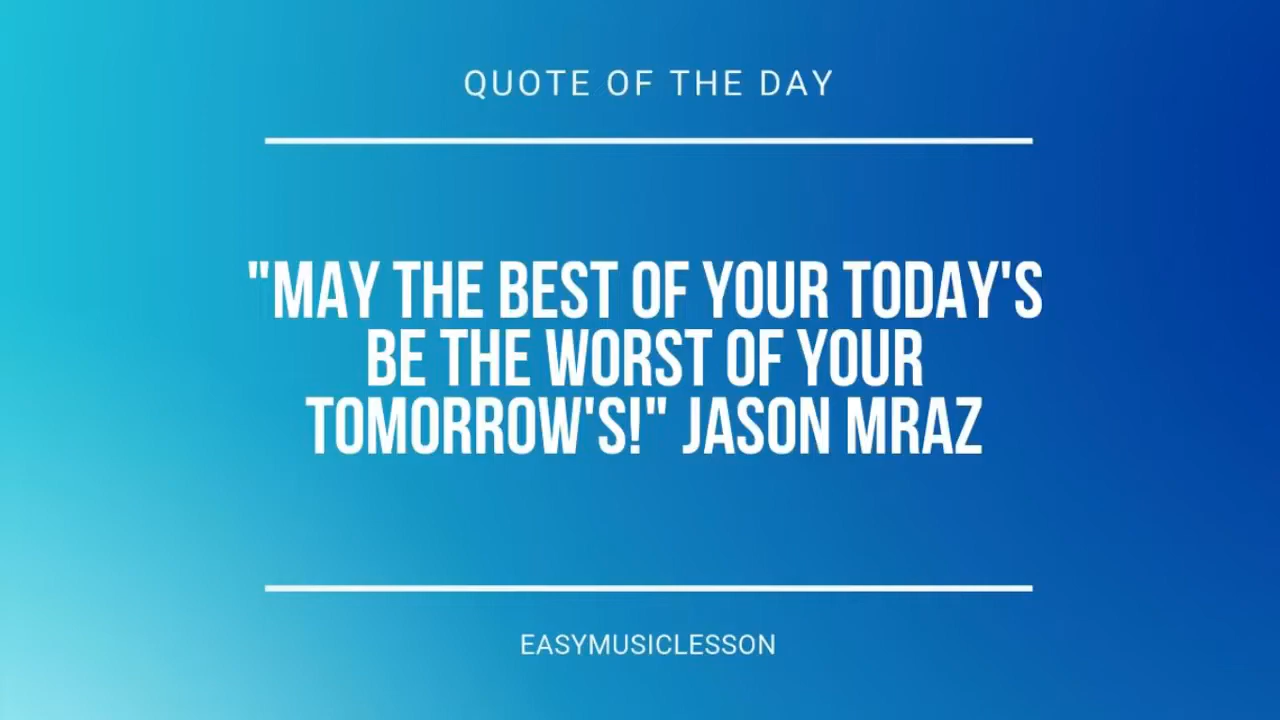 QUOTE OF THE DAY
"MAY THE BEST OF YOUR TODAY'S
BE THE WORST OF YOUR
TOMORROW'S!" JASON MRAZ
EASYMUSICLESSON